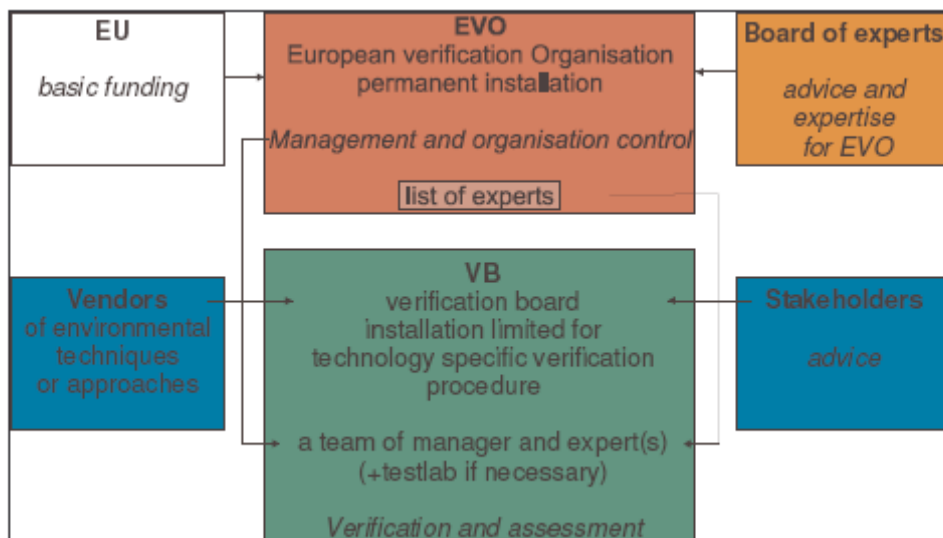 EU
basic funding
EVO
European verification Organisation
permanent installation
Management and organisation control
list of experts
Board of experts
advice and
expertise
for EVO
Vendors
of environmental
techniques
or approaches
VB
verification board
installation limited for
technology specific verification
procedure
a team of manager and expert(s)
(+testlab if necessary)
Verification and assessment
Stakeholders
advice